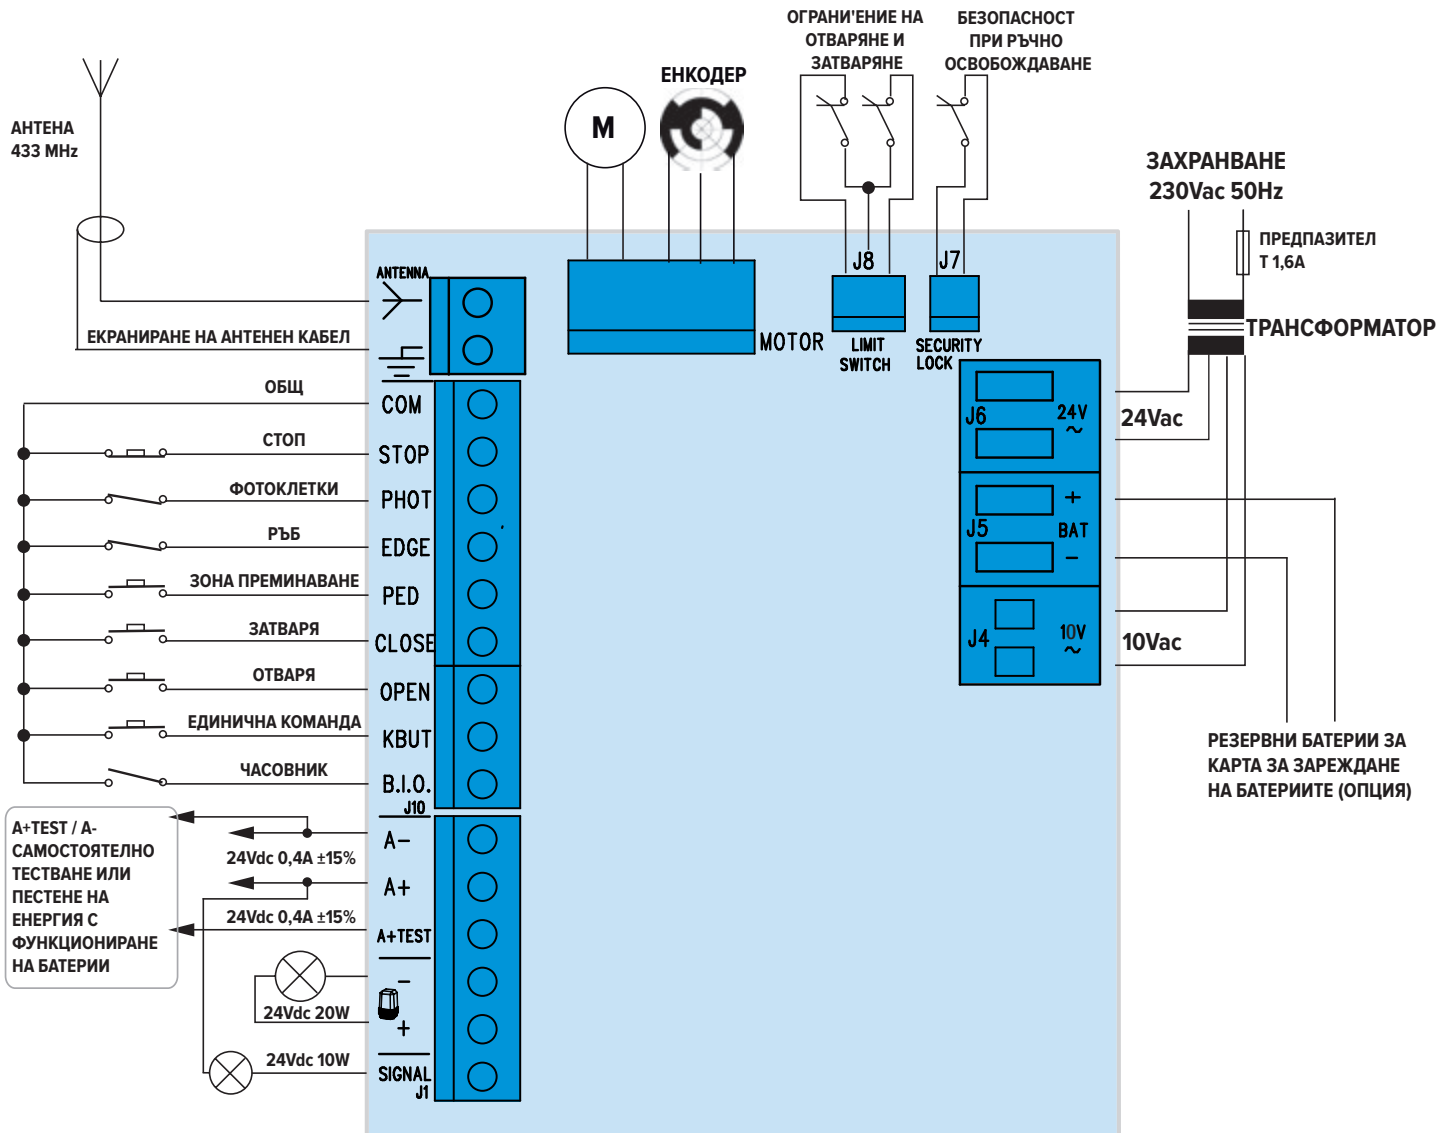 ОГРАНИ'ЕНИЕ НА
ОТВАРЯНЕ И
ЗАТВАРЯНЕ
БЕЗОПАСНОСТ
ПРИ РЪЧНО
ОСВОБОЖДАВАНЕ
ЕНКОДЕР
M
АНТЕНА
433 MHz
ЗАХРАНВАНЕ
230Vac 50Hz
ПРЕДПАЗИТЕЛ
T 1,6A
ТРАНСФОРМАТОР
ANTENNA
ЕКРАНИРАНЕ НА АНТЕНЕН КАБЕЛ
MOTOR
J8
LIMIT
SWITCH
J7
SECURITY
LOCK
J6
24V
~
24Vac
J5
+
BAT
−
J4
10V
~
10Vac
РЕЗЕРВНИ БАТЕРИИ ЗА
КАРТА ЗА ЗАРЕЖДАНЕ
НА БАТЕРИИТЕ (ОПЦИЯ)
ОБЩ
COM
СТОП
STOP
ФОТОКЛЕТКИ
PHOT
РЪБ
EDGE
ЗОНА ПРЕМИНАВАНЕ
PED
ЗАТВАРЯ
CLOSE
ОТВАРЯ
OPEN
ЕДИНИЧНА КОМАНДА
KBUT
ЧАСОВНИК
B.I.O.
J10
A+TEST / A-
САМОСТОЯТЕЛНО
ТЕСТВАНЕ ИЛИ
ПЕСТЕНЕ НА
ЕНЕРГИЯ С
ФУНКЦИОНИРАНЕ
НА БАТЕРИИ
A−
24Vdc 0,4A ±15%
A+
24Vdc 0,4A ±15%
A+TEST
−
24Vdc 20W
+
24Vdc 10W
SIGNAL
J1